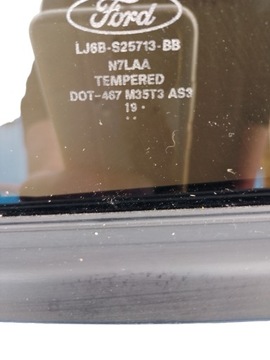 Ford
LJ6B-S25713-BB
N7LAA
TEMPERED
DOT-467 M35T3 AS3
19